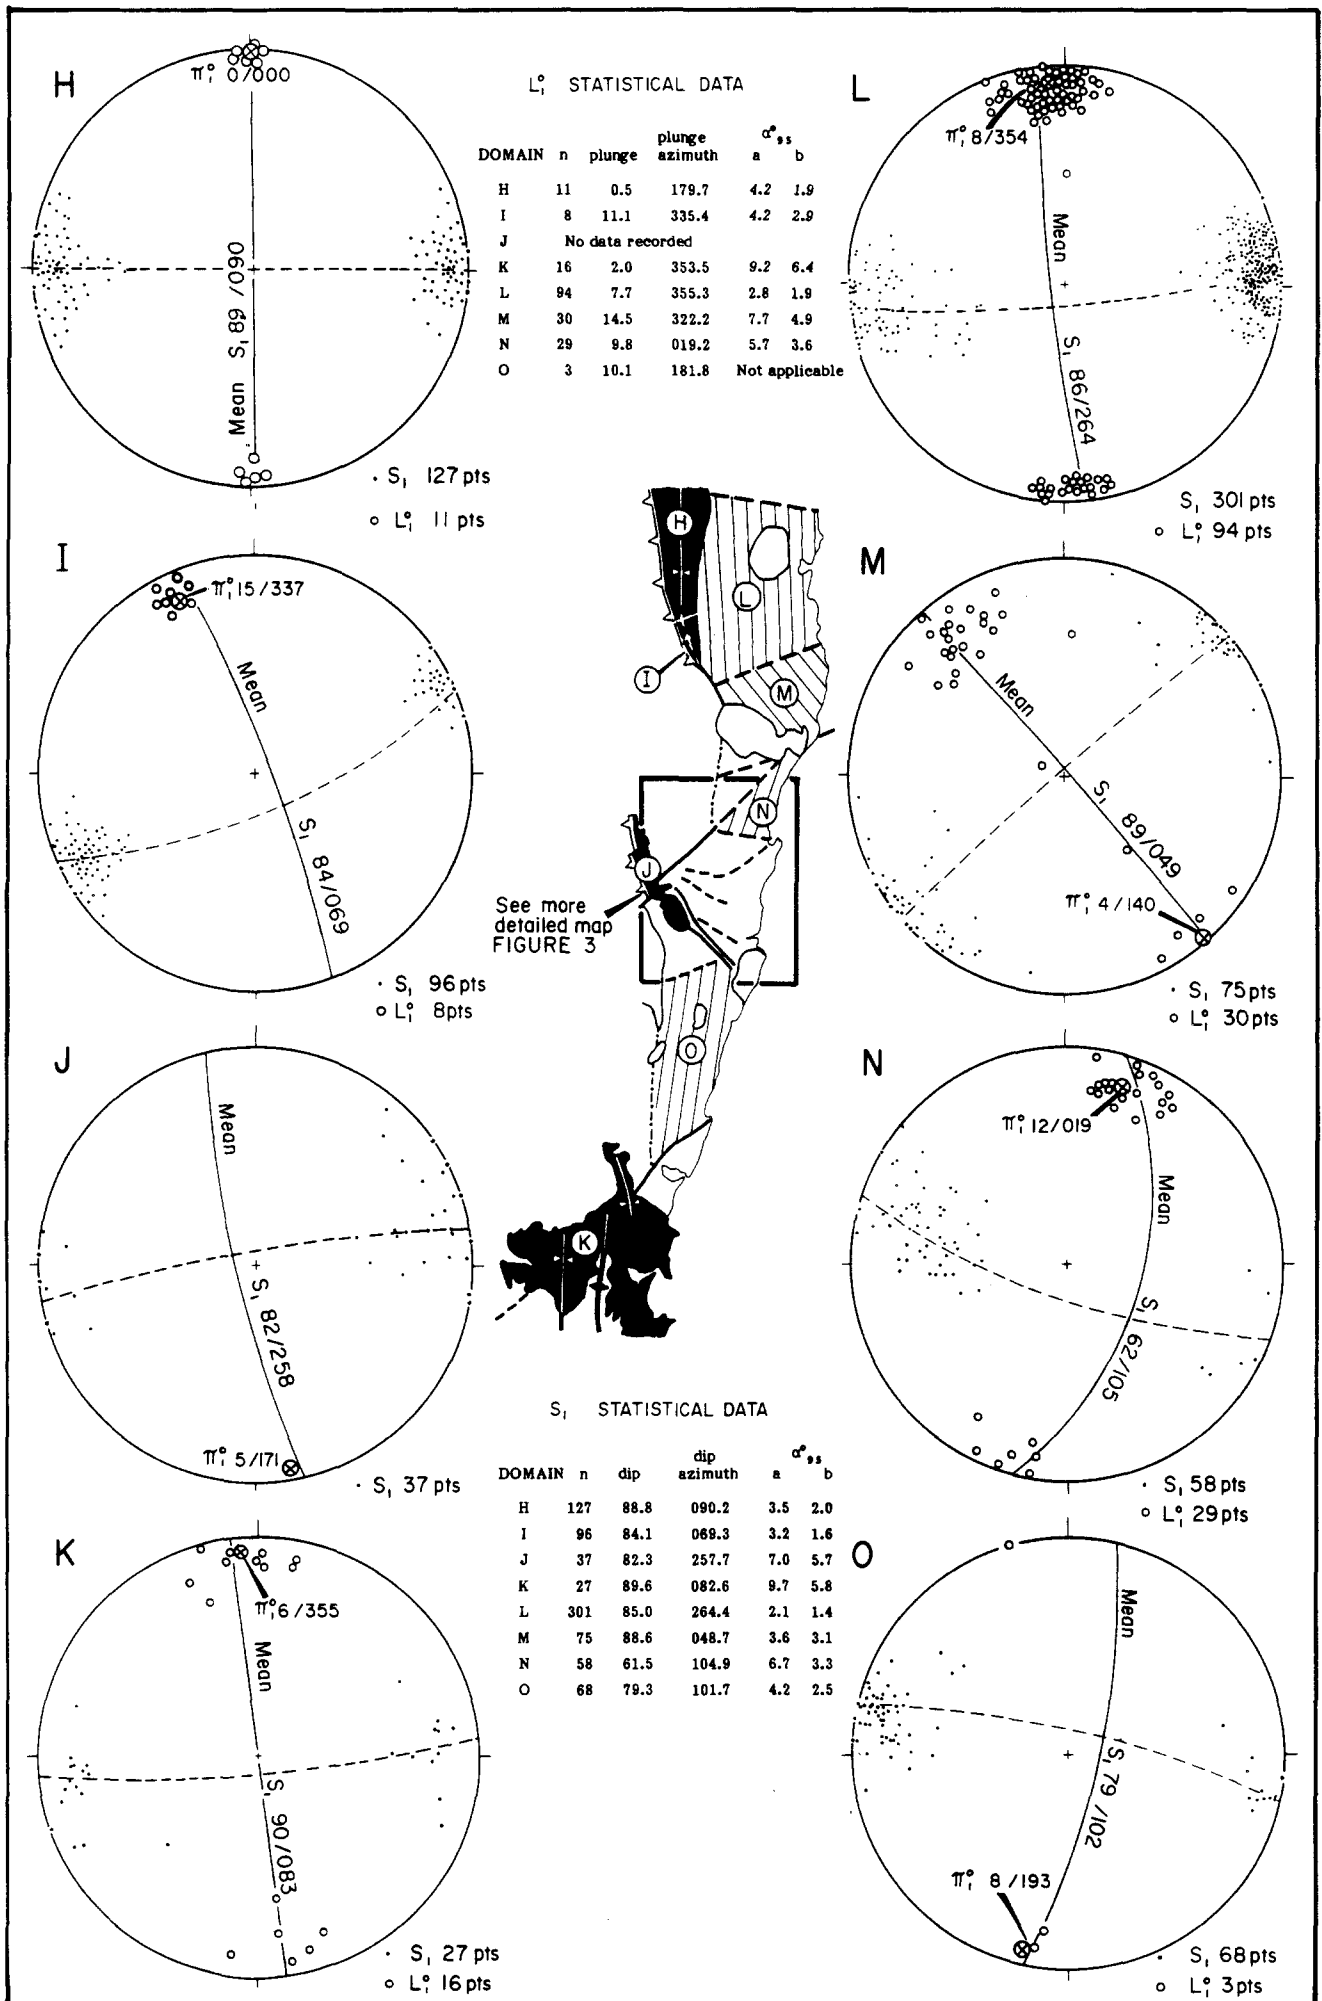 H
π₁° 0/000
Mean S₁ 89/090
· S₁ 127 pts
○ L₁° 11 pts
L₁° STATISTICAL DATA
DOMAIN n plunge plunge azimuth α°₉₅ a b
H 11 0.5 179.7 4.2 1.9
I 8 11.1 335.4 4.2 2.9
J No data recorded
K 16 2.0 353.5 9.2 6.4
L 94 7.7 355.3 2.8 1.9
M 30 14.5 322.2 7.7 4.9
N 29 9.8 019.2 5.7 3.6
O 3 10.1 181.8 Not applicable
L
π₁° 8/354
Mean S₁ 86/264
S₁ 301 pts
○ L₁° 94 pts
I
π₁° 15/337
Mean S₁ 84/069
· S₁ 96 pts
○ L₁° 8 pts
H
L
I
M
N
J
See more
detailed map
FIGURE 3
O
K
M
Mean S₁ 89/049
π₁° 4/140
· S₁ 75 pts
○ L₁° 30 pts
J
Mean S₁ 82/258
π₁° 5/171
· S₁ 37 pts
N
π₁° 12/019
Mean S₁ 62/105
· S₁ 58 pts
○ L₁° 29 pts
S₁ STATISTICAL DATA
DOMAIN n dip dip azimuth α°₉₅ a b
H 127 88.8 090.2 3.5 2.0
I 96 84.1 069.3 3.2 1.6
J 37 82.3 257.7 7.0 5.7
K 27 89.6 082.6 9.7 5.8
L 301 85.0 264.4 2.1 1.4
M 75 88.6 048.7 3.6 3.1
N 58 61.5 104.9 6.7 3.3
O 68 79.3 101.7 4.2 2.5
K
π₁° 6/355
Mean S₁ 90/083
· S₁ 27 pts
○ L₁° 16 pts
O
Mean S₁ 79/102
π₁° 8/193
· S₁ 68 pts
○ L₁° 3 pts